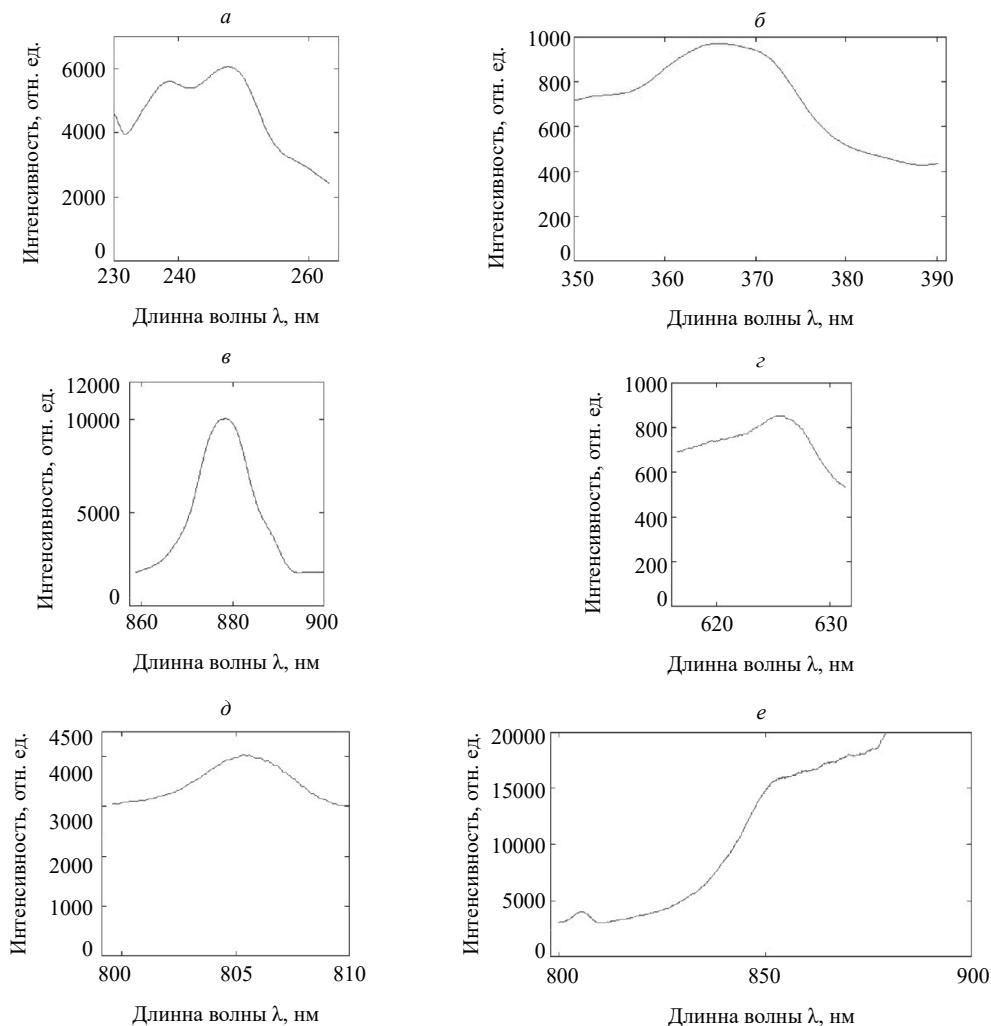 а
Интенсивность, отн. ед.
6000
4000
2000
0
230 240 260
Длинна волны λ, нм
б
Интенсивность, отн. ед.
1000
800
600
400
200
0
350 360 370 380 390
Длинна волны λ, нм
в
Интенсивность, отн. ед.
12000
10000
5000
0
860 880 900
Длинна волны λ, нм
г
Интенсивность, отн. ед.
1000
800
600
400
200
0
620 630
Длинна волны λ, нм
д
Интенсивность, отн. ед.
4500
4000
3000
2000
1000
0
800 805 810
Длинна волны λ, нм
е
Интенсивность, отн. ед.
20000
15000
10000
5000
0
800 850 900
Длинна волны λ, нм